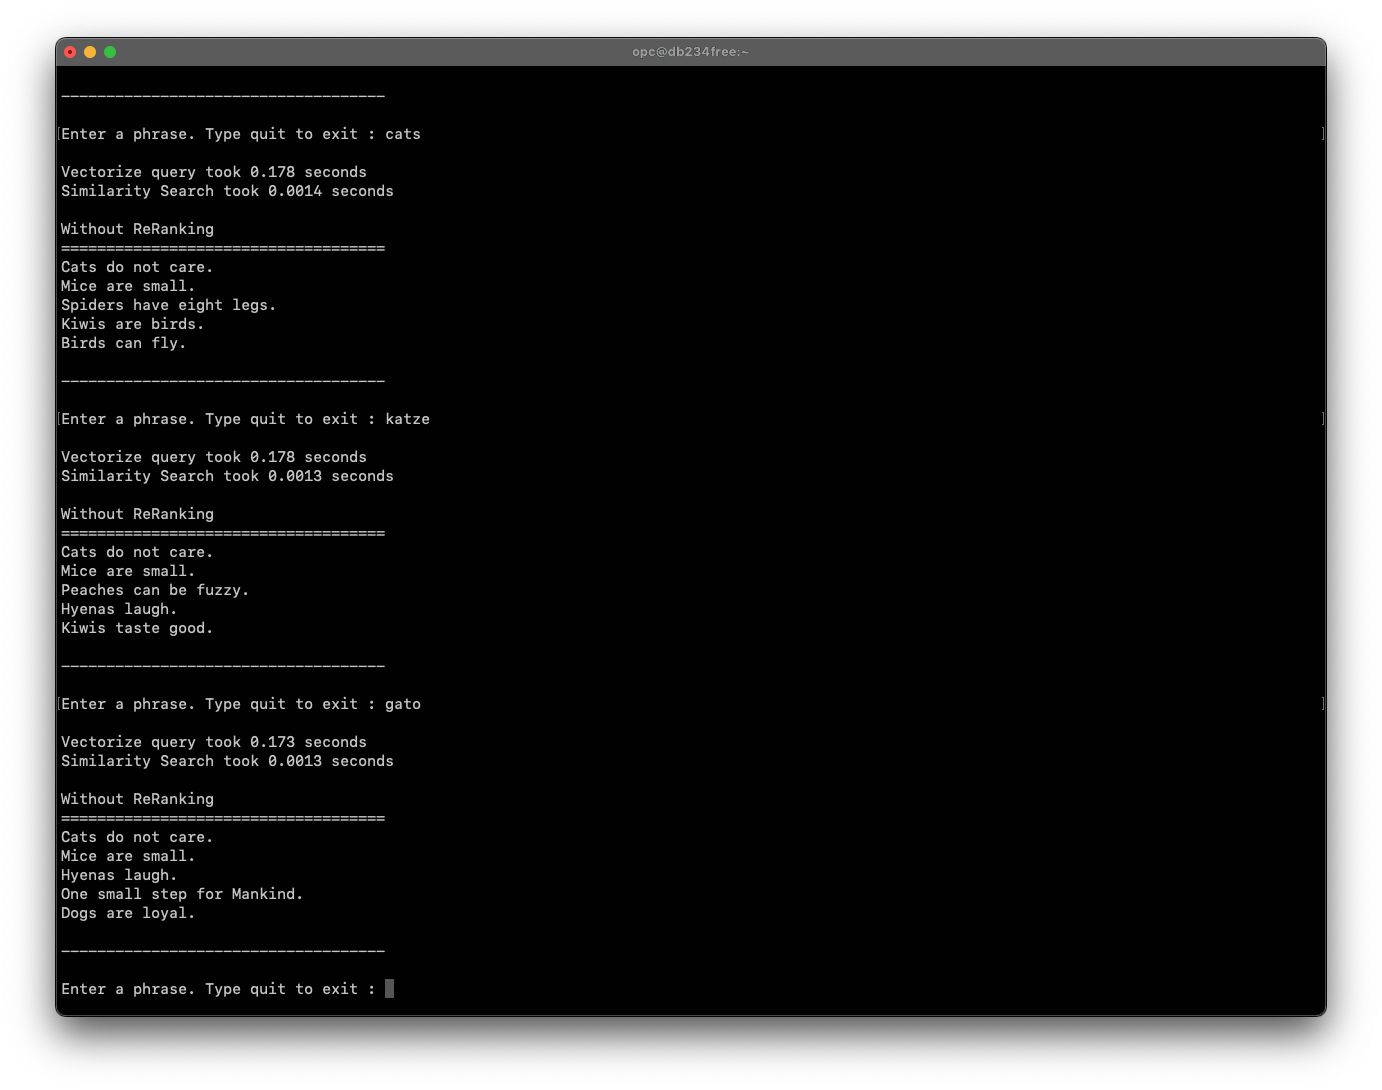 opc@db234free:~
------------------------------------
[Enter a phrase. Type quit to exit : cats ]
Vectorize query took 0.178 seconds
Similarity Search took 0.0014 seconds
Without ReRanking
====================================
Cats do not care.
Mice are small.
Spiders have eight legs.
Kiwis are birds.
Birds can fly.
------------------------------------
[Enter a phrase. Type quit to exit : katze ]
Vectorize query took 0.178 seconds
Similarity Search took 0.0013 seconds
Without ReRanking
====================================
Cats do not care.
Mice are small.
Peaches can be fuzzy.
Hyenas laugh.
Kiwis taste good.
------------------------------------
[Enter a phrase. Type quit to exit : gato ]
Vectorize query took 0.173 seconds
Similarity Search took 0.0013 seconds
Without ReRanking
====================================
Cats do not care.
Mice are small.
Hyenas laugh.
One small step for Mankind.
Dogs are loyal.
------------------------------------
Enter a phrase. Type quit to exit :